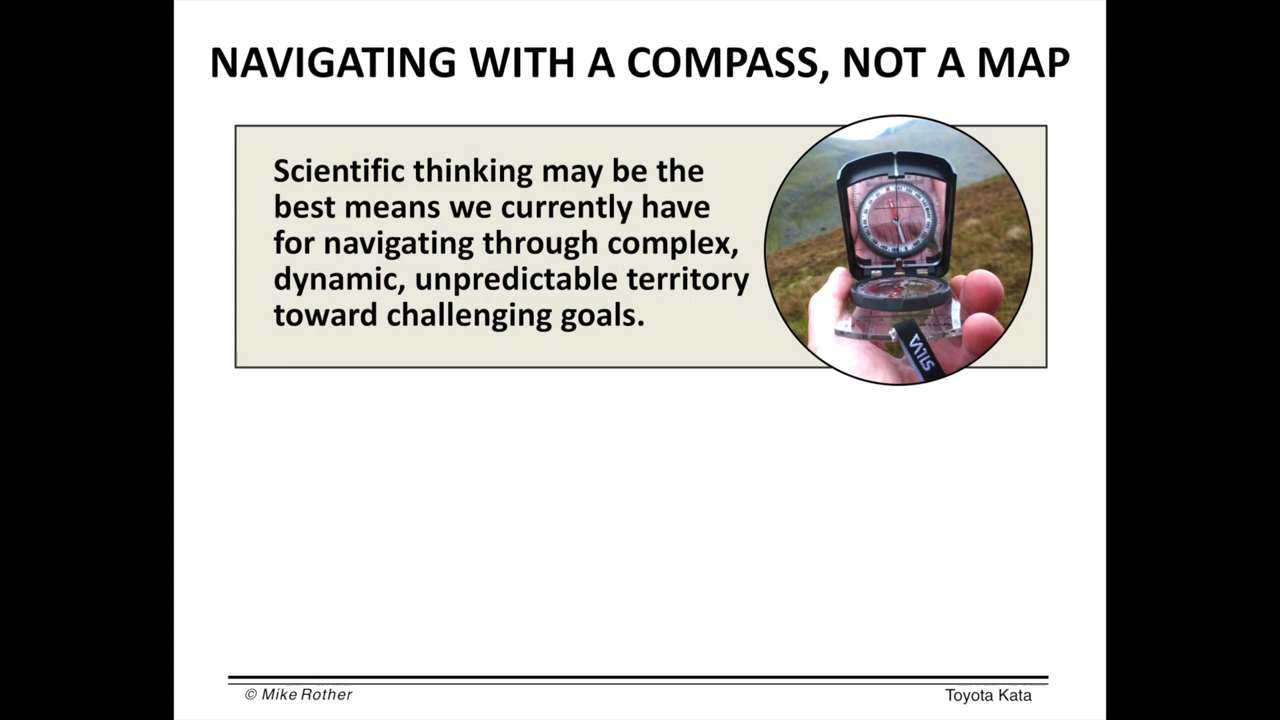 NAVIGATING WITH A COMPASS, NOT A MAP
Scientific thinking may be the
best means we currently have
for navigating through complex,
dynamic, unpredictable territory
toward challenging goals.
SILVA
© Mike Rother
Toyota Kata